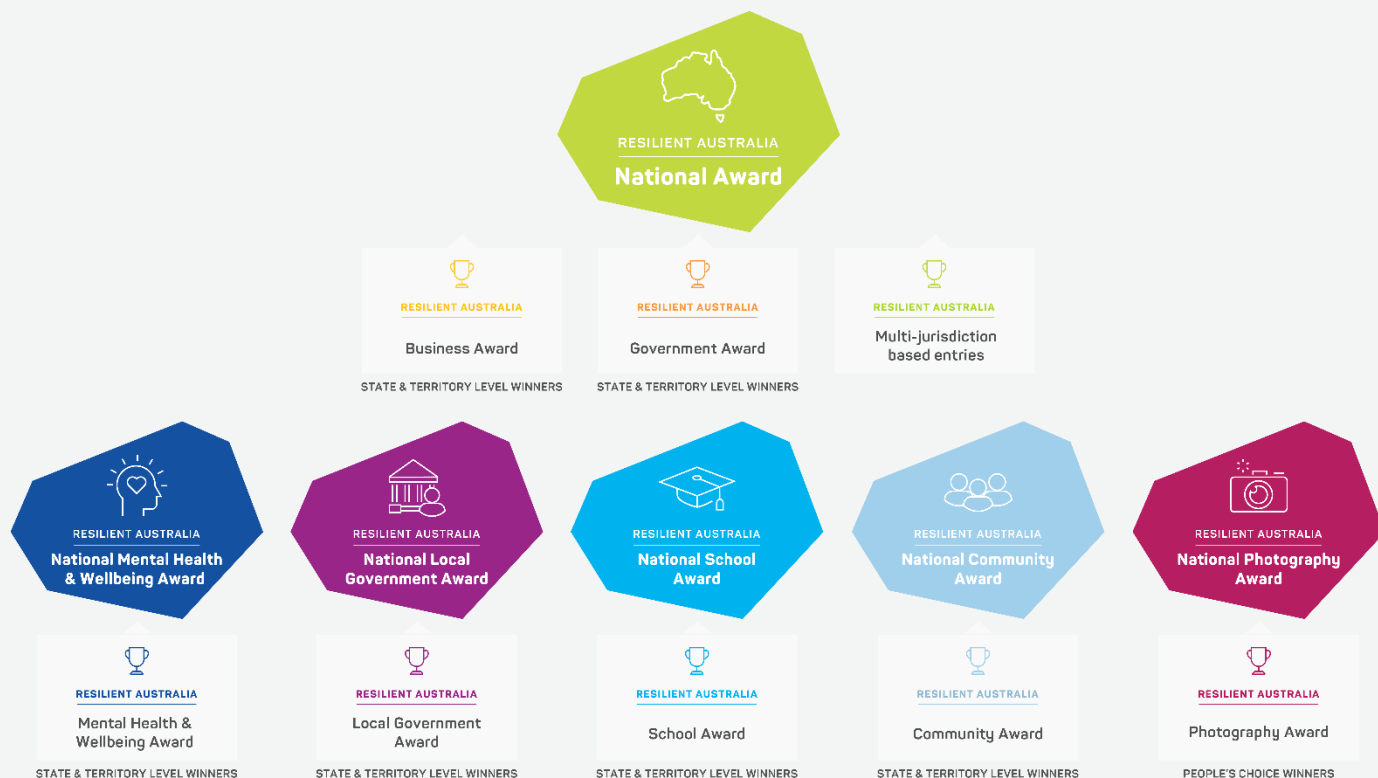 RESILIENT AUSTRALIA
National Award
RESILIENT AUSTRALIA
Business Award
STATE & TERRITORY LEVEL WINNERS
RESILIENT AUSTRALIA
Government Award
STATE & TERRITORY LEVEL WINNERS
RESILIENT AUSTRALIA
Multi-jurisdiction
based entries
RESILIENT AUSTRALIA
National Mental Health
& Wellbeing Award
RESILIENT AUSTRALIA
National Local
Government Award
RESILIENT AUSTRALIA
National School
Award
RESILIENT AUSTRALIA
National Community
Award
RESILIENT AUSTRALIA
National Photography
Award
RESILIENT AUSTRALIA
Mental Health &
Wellbeing Award
STATE & TERRITORY LEVEL WINNERS
RESILIENT AUSTRALIA
Local Government
Award
STATE & TERRITORY LEVEL WINNERS
RESILIENT AUSTRALIA
School Award
STATE & TERRITORY LEVEL WINNERS
RESILIENT AUSTRALIA
Community Award
STATE & TERRITORY LEVEL WINNERS
RESILIENT AUSTRALIA
Photography Award
PEOPLE'S CHOICE WINNERS